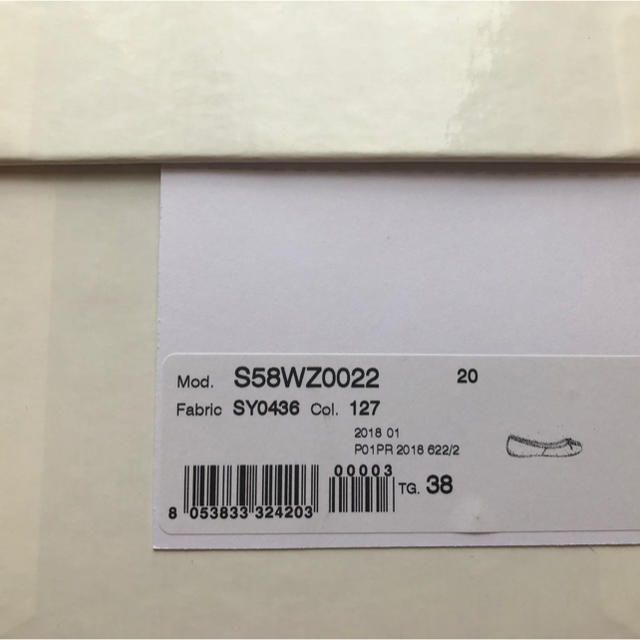 Mod. S58WZ0022 20
Fabric SY0436 Col. 127
2018 01
P01PR 2018 622/2
00003
TG. 38
8 053833 324203